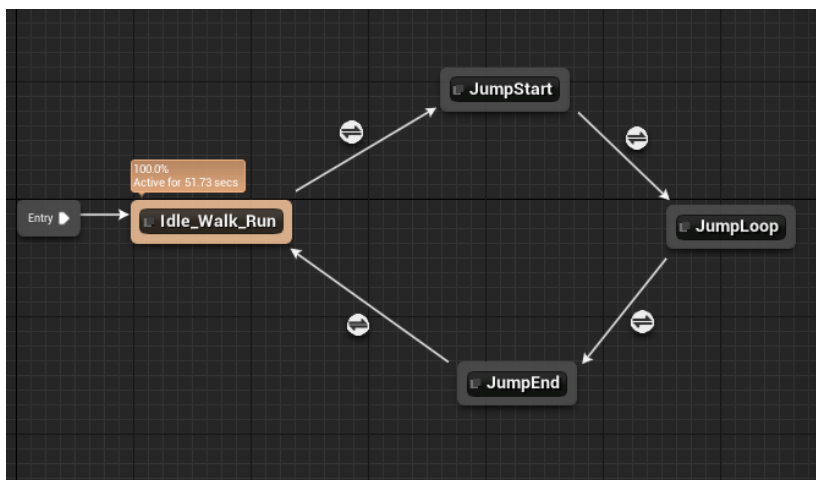 JumpStart
100.0%
Active for 51.73 secs
Entry
Idle_Walk_Run
JumpLoop
JumpEnd